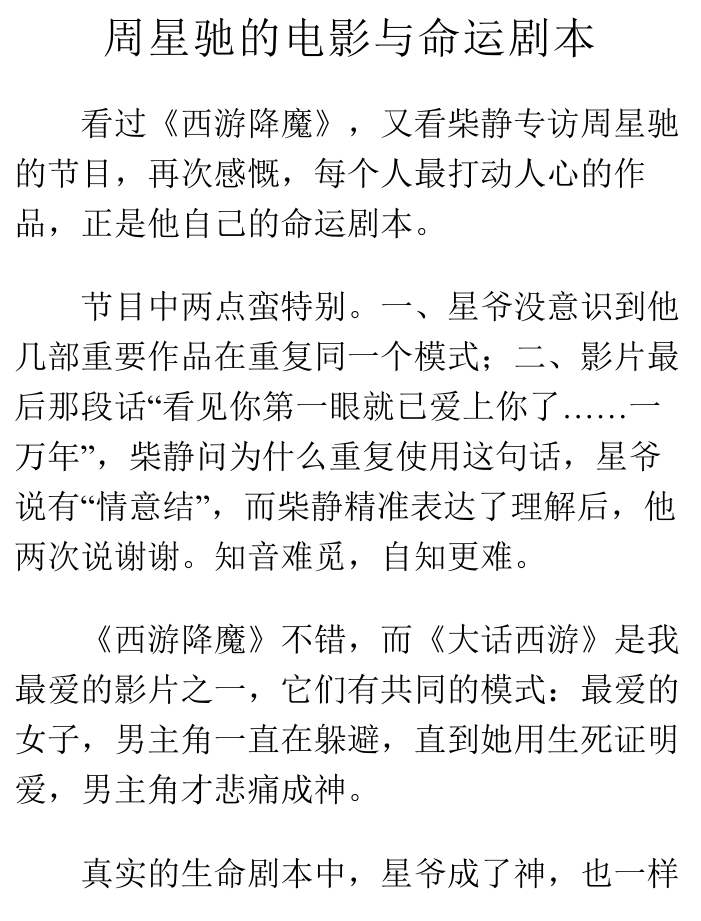 周星驰的电影与命运剧本
看过《西游降魔》，又看柴静专访周星驰
的节目，再次感慨，每个人最打动人心的作
品，正是他自己的命运剧本。
节目中两点蛮特别。一、星爷没意识到他
几部重要作品在重复同一个模式；二、影片最
后那段话“看见你第一眼就已爱上你了……一
万年”，柴静问为什么重复使用这句话，星爷
说有“情意结”，而柴静精准表达了理解后，他
两次说谢谢。知音难觅，自知更难。
《西游降魔》不错，而《大话西游》是我
最爱的影片之一，它们有共同的模式：最爱的
女子，男主角一直在躲避，直到她用生死证明
爱，男主角才悲痛成神。
真实的生命剧本中，星爷成了神，也一样